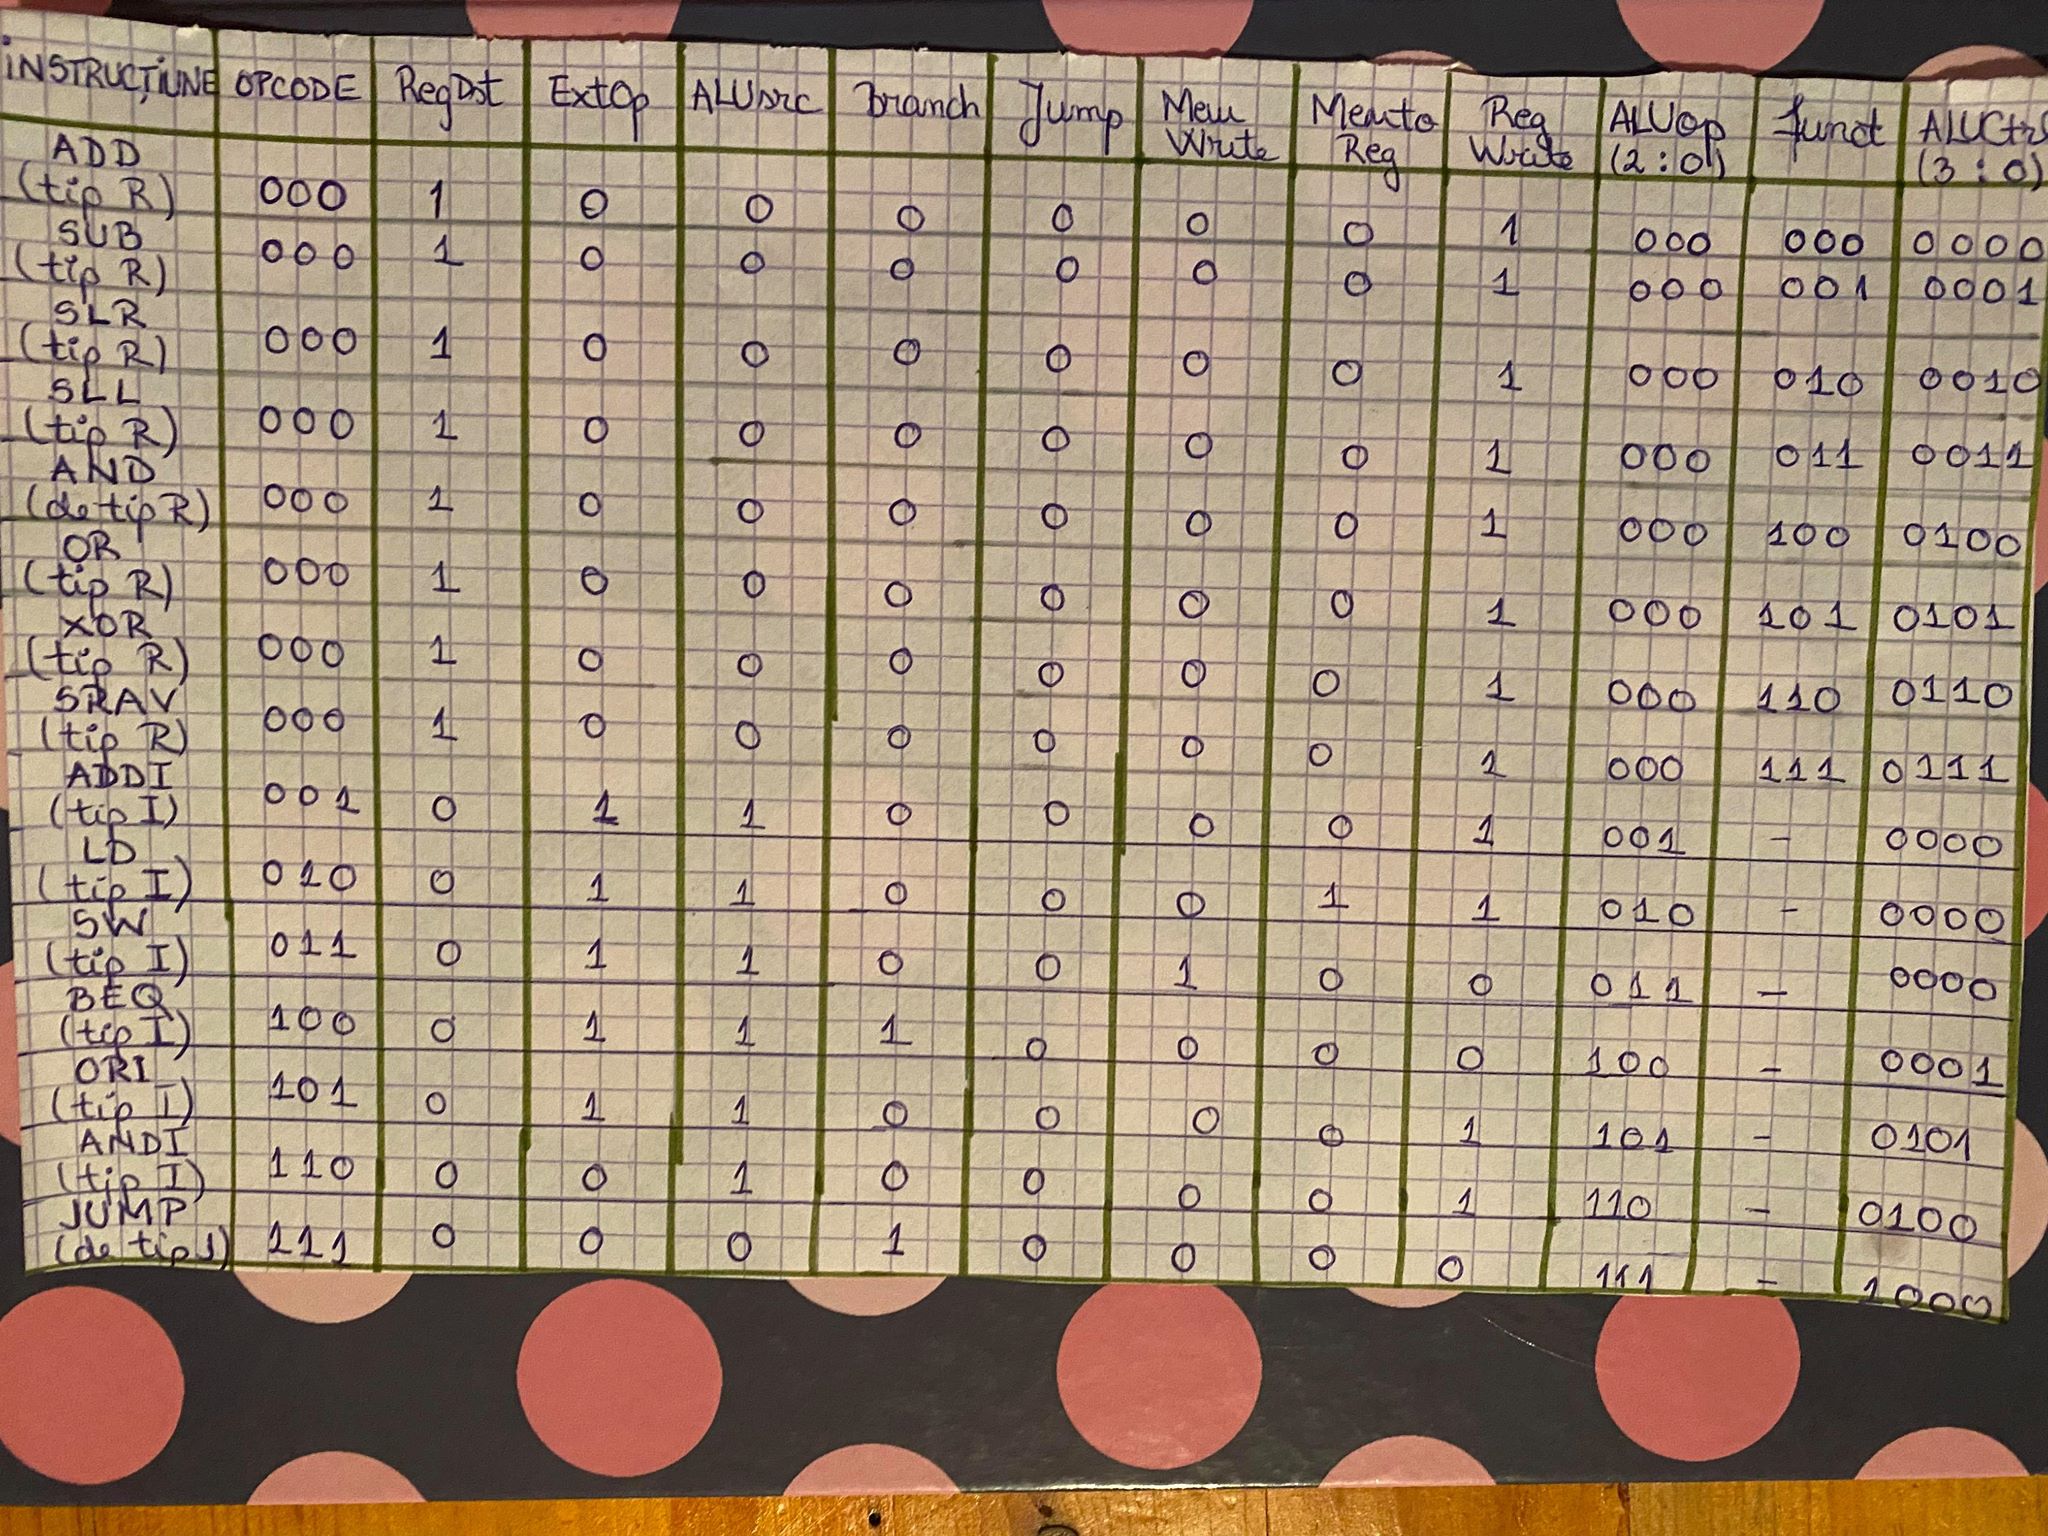 INSTRUCȚIUNE OPCODE RegDst ExtOp ALUsrc branch Jump Mem Write Memto Reg Reg Write ALUop (2:0) funct ALUCtrl (3:0)
ADD (tip R) 000 1 0 0 0 0 0 0 1 000 000 0000
SUB (tip R) 000 1 0 0 0 0 0 0 1 000 001 0001
SLR (tip R) 000 1 0 0 0 0 0 0 1 000 010 0010
SLL (tip R) 000 1 0 0 0 0 0 0 1 000 011 0011
AND (de tip R) 000 1 0 0 0 0 0 0 1 000 100 0100
OR (tip R) 000 1 0 0 0 0 0 0 1 000 101 0101
XOR (tip R) 000 1 0 0 0 0 0 0 1 000 110 0110
SRAV (tip R) 000 1 0 0 0 0 0 0 1 000 111 0111
ADDI (tip I) 001 0 1 1 0 0 0 0 1 001 - 0000
LD (tip I) 010 0 1 1 0 0 0 1 1 010 - 0000
SW (tip I) 011 0 1 1 0 0 1 0 0 011 - 0000
BEQ (tip I) 100 0 1 1 1 0 0 0 0 100 - 0001
ORI (tip I) 101 0 1 1 0 0 0 0 1 101 - 0101
ANDI (tip I) 110 0 0 1 0 0 0 0 1 110 - 0100
JUMP (de tip J) 111 0 0 0 1 0 0 0 0 111 - 1000